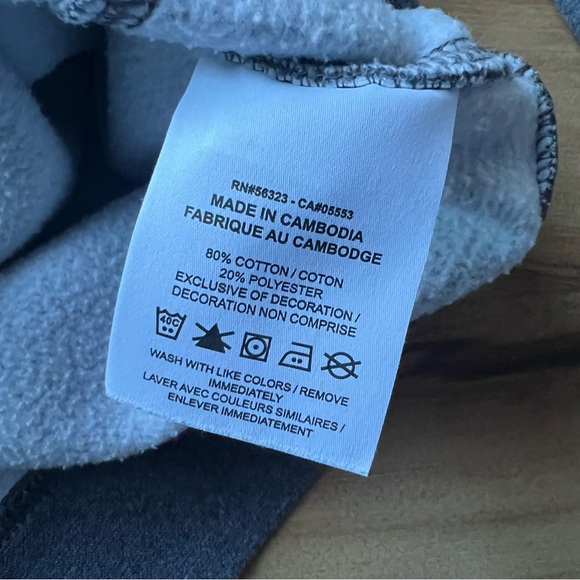 RN#56323 - CA#05553
MADE IN CAMBODIA
FABRIQUE AU CAMBODGE
80% COTTON / COTON
20% POLYESTER
EXCLUSIVE OF DECORATION /
DECORATION NON COMPRISE
40C
WASH WITH LIKE COLORS / REMOVE
IMMEDIATELY
LAVER AVEC COULEURS SIMILAIRES /
ENLEVER IMMEDIATEMENT